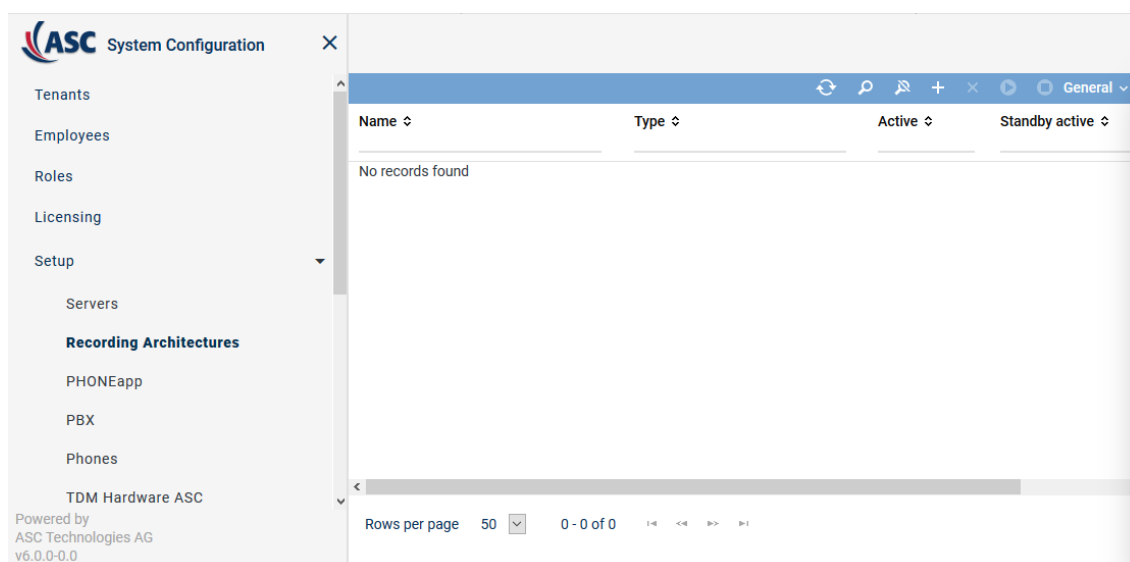 ASC System Configuration
Tenants
Employees
Roles
Licensing
Setup
Servers
Recording Architectures
PHONEapp
PBX
Phones
TDM Hardware ASC
Powered by
ASC Technologies AG
v6.0.0-0.0
General
Name Type Active Standby active
No records found
Rows per page 50 0 - 0 of 0